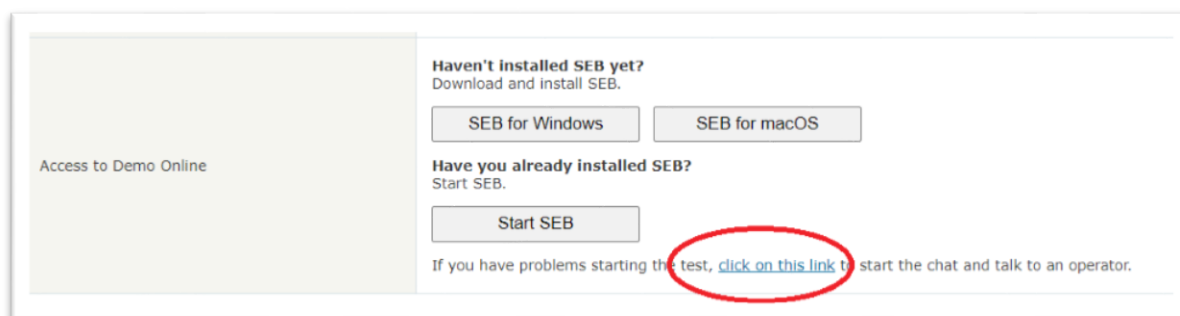 Haven't installed SEB yet?
Download and install SEB.
SEB for Windows
SEB for macOS
Access to Demo Online
Have you already installed SEB?
Start SEB.
Start SEB
If you have problems starting the test, click on this link to start the chat and talk to an operator.